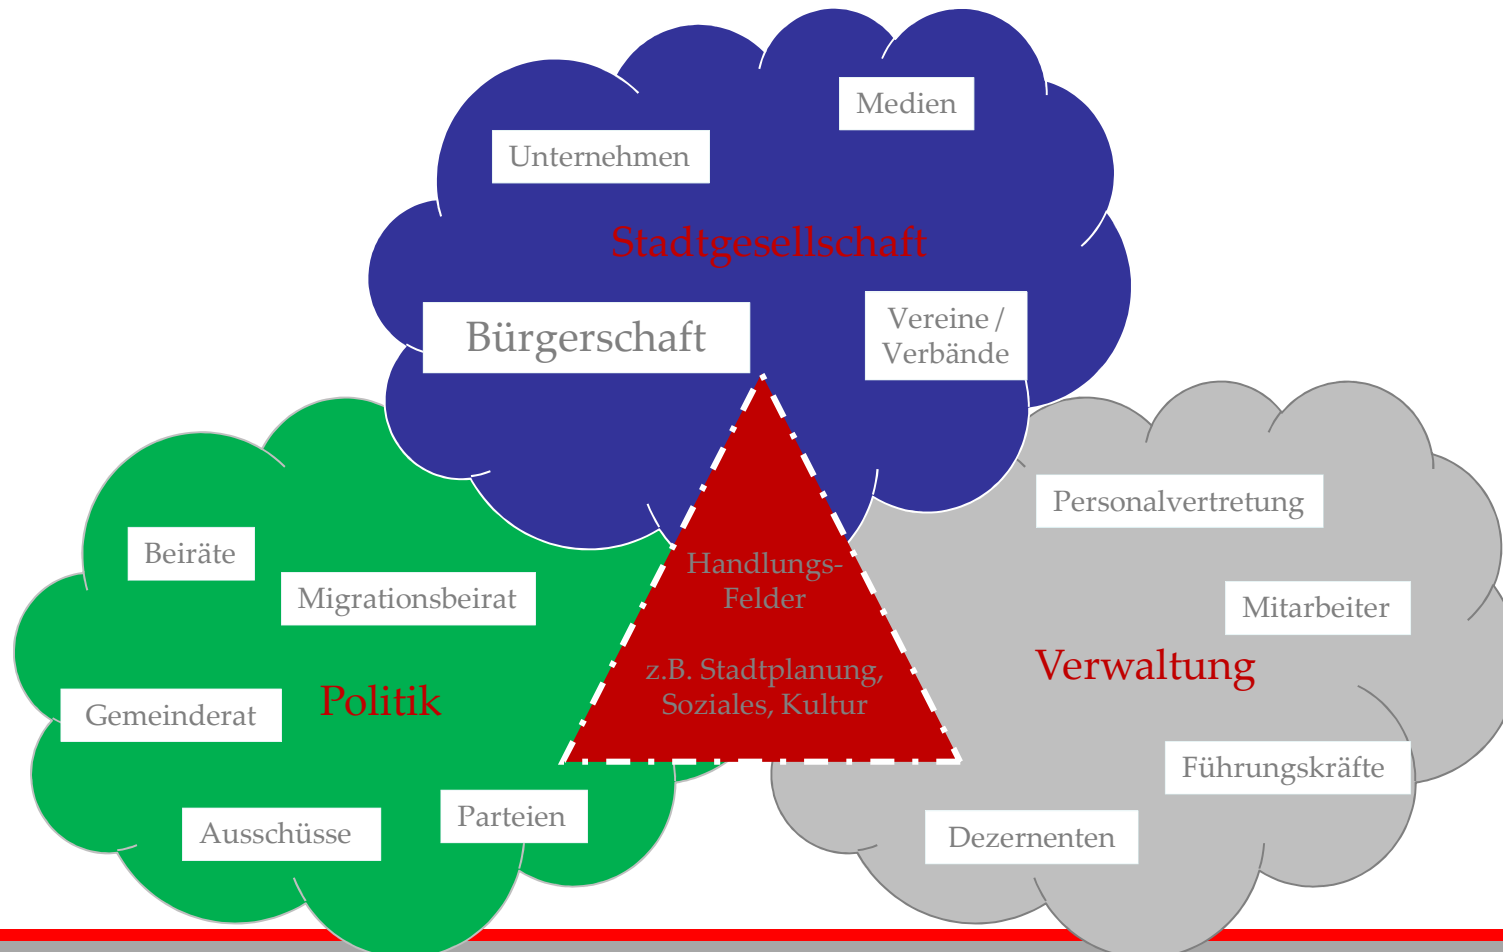 Medien
Unternehmen
Stadtgesellschaft
Bürgerschaft
Vereine /
Verbände
Beiräte
Migrationsbeirat
Gemeinderat
Politik
Ausschüsse
Parteien
Handlungs-
Felder
z.B. Stadtplanung,
Soziales, Kultur
Personalvertretung
Mitarbeiter
Verwaltung
Führungskräfte
Dezernenten